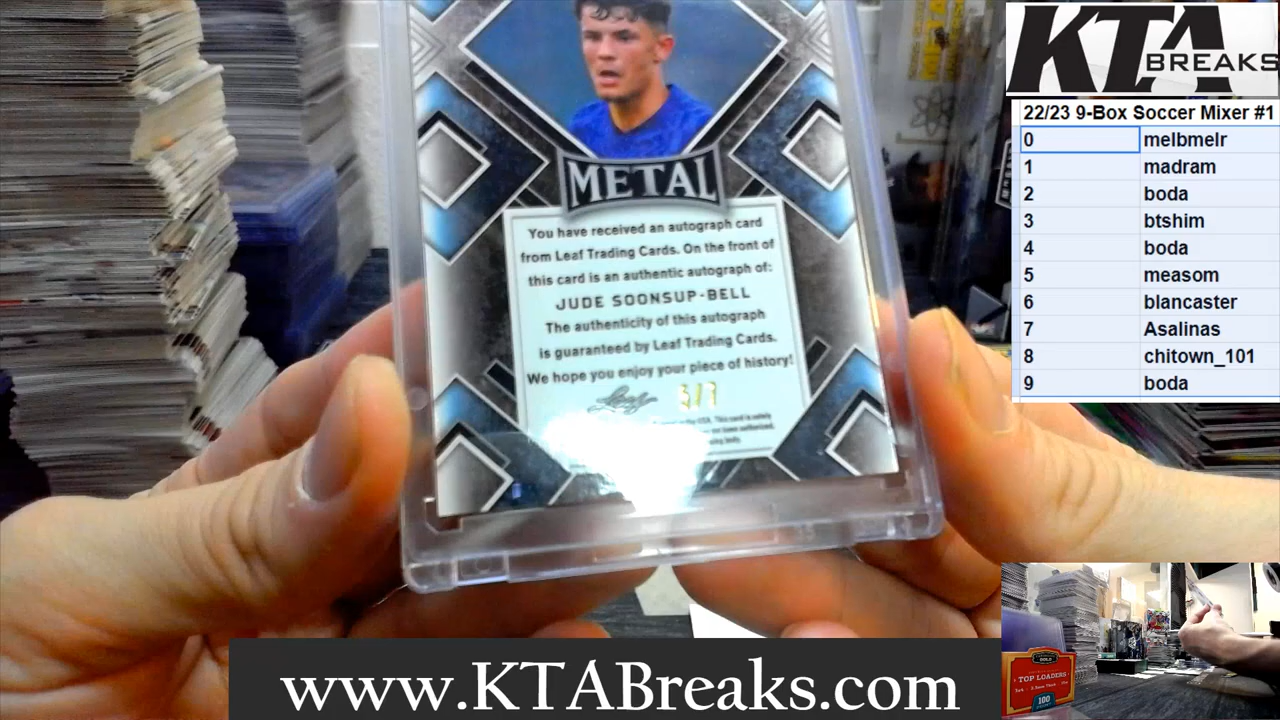 METAL
You have received an autograph card
from Leaf Trading Cards. On the front of
this card is an authentic autograph of:
JUDE SOONSUP-BELL
The authenticity of this autograph
is guaranteed by Leaf Trading Cards.
We hope you enjoy your piece of history!
Leaf 5/7
KTA BREAKS
22/23 9-Box Soccer Mixer #1
0 melbmelr
1 madram
2 boda
3 btshim
4 boda
5 measom
6 blancaster
7 Asalinas
8 chitown_101
9 boda
TOP LOADERS
100
www.KTABreaks.com